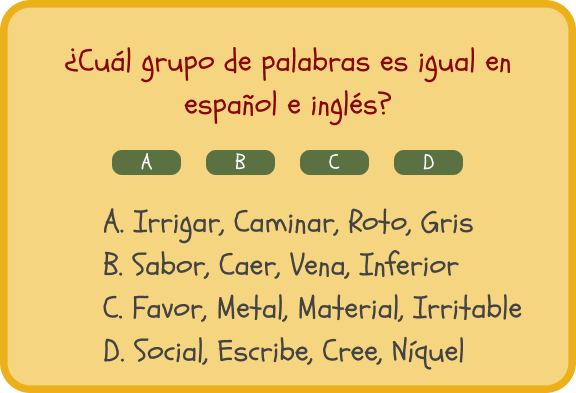 ¿Cuál grupo de palabras es igual en
español e inglés?
A B C D
A. Irrigar, Caminar, Roto, Gris
B. Sabor, Caer, Vena, Inferior
C. Favor, Metal, Material, Irritable
D. Social, Escribe, Cree, Níquel